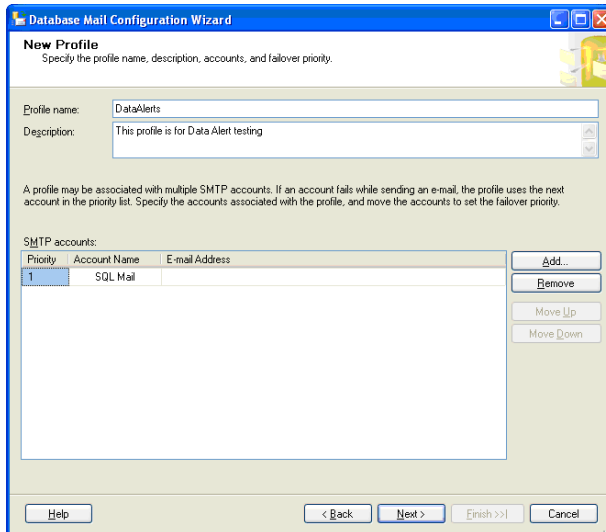 Database Mail Configuration Wizard
New Profile
Specify the profile name, description, accounts, and failover priority.
Profile name:
DataAlerts
Description:
This profile is for Data Alert testing
A profile may be associated with multiple SMTP accounts. If an account fails while sending an e-mail, the profile uses the next
account in the priority list. Specify the accounts associated with the profile, and move the accounts to set the failover priority.
SMTP accounts:
Priority Account Name E-mail Address
1 SQL Mail
Add...
Remove
Move Up
Move Down
Help < Back Next > Finish >>| Cancel